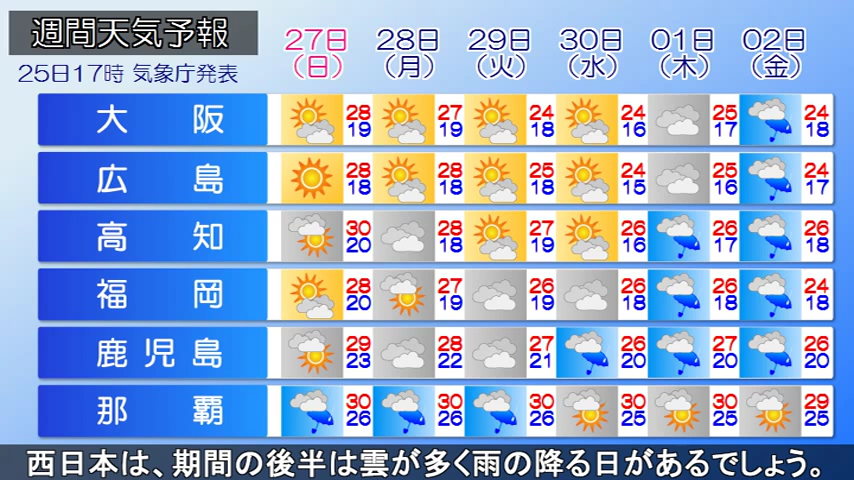 週間天気予報
25日17時 気象庁発表
27日 28日 29日 30日 01日 02日
(日) (月) (火) (水) (木) (金)
大阪 28 27 24 24 25 24
19 19 18 16 17 18
広島 28 28 25 24 25 24
18 18 18 15 16 17
高知 30 28 27 26 26 26
20 18 19 16 17 18
福岡 28 27 26 26 26 24
20 19 19 18 18 18
鹿児島 29 28 27 26 27 26
23 22 21 20 20 20
那覇 30 30 30 30 30 29
26 26 26 25 25 25
西日本は、期間の後半は雲が多く雨の降る日があるでしょう。